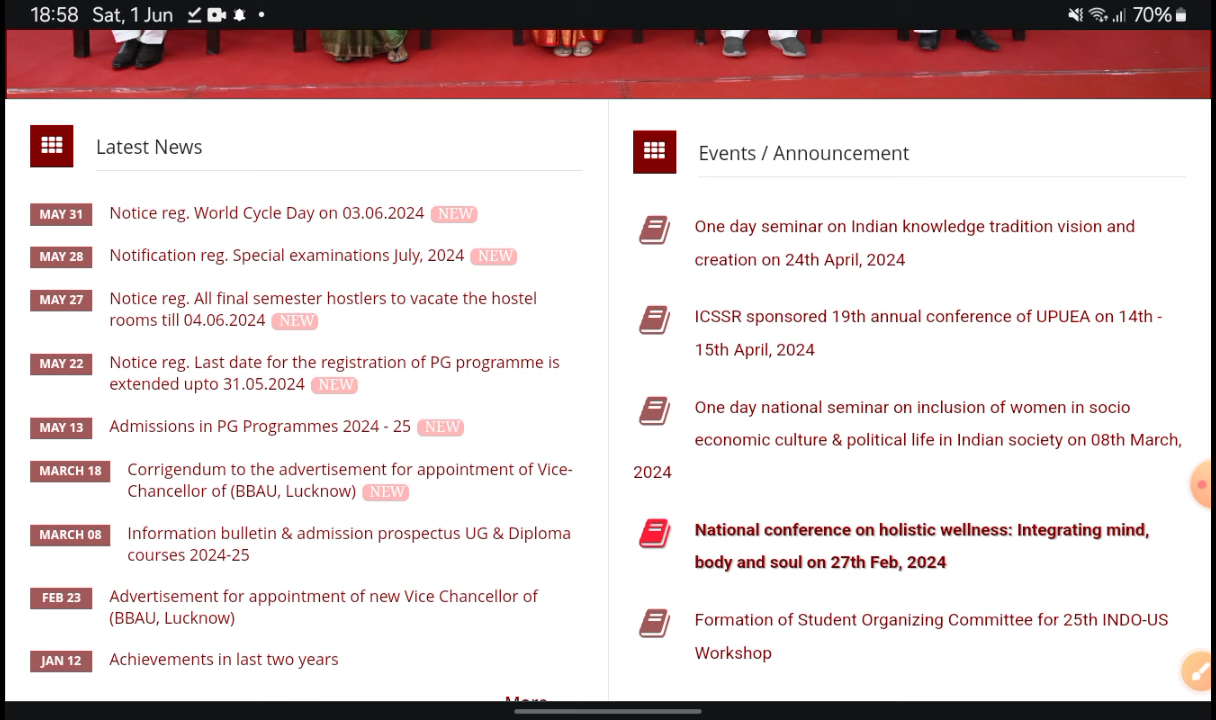 18:58 Sat, 1 Jun
70%
Latest News
MAY 31 Notice reg. World Cycle Day on 03.06.2024 NEW
MAY 28 Notification reg. Special examinations July, 2024 NEW
MAY 27 Notice reg. All final semester hostlers to vacate the hostel
rooms till 04.06.2024 NEW
MAY 22 Notice reg. Last date for the registration of PG programme is
extended upto 31.05.2024 NEW
MAY 13 Admissions in PG Programmes 2024 - 25 NEW
MARCH 18 Corrigendum to the advertisement for appointment of Vice-
Chancellor of (BBAU, Lucknow) NEW
MARCH 08 Information bulletin & admission prospectus UG & Diploma
courses 2024-25
FEB 23 Advertisement for appointment of new Vice Chancellor of
(BBAU, Lucknow)
JAN 12 Achievements in last two years
Events / Announcement
One day seminar on Indian knowledge tradition vision and
creation on 24th April, 2024
ICSSR sponsored 19th annual conference of UPUEA on 14th -
15th April, 2024
One day national seminar on inclusion of women in socio
economic culture & political life in Indian society on 08th March,
2024
National conference on holistic wellness: Integrating mind,
body and soul on 27th Feb, 2024
Formation of Student Organizing Committee for 25th INDO-US
Workshop